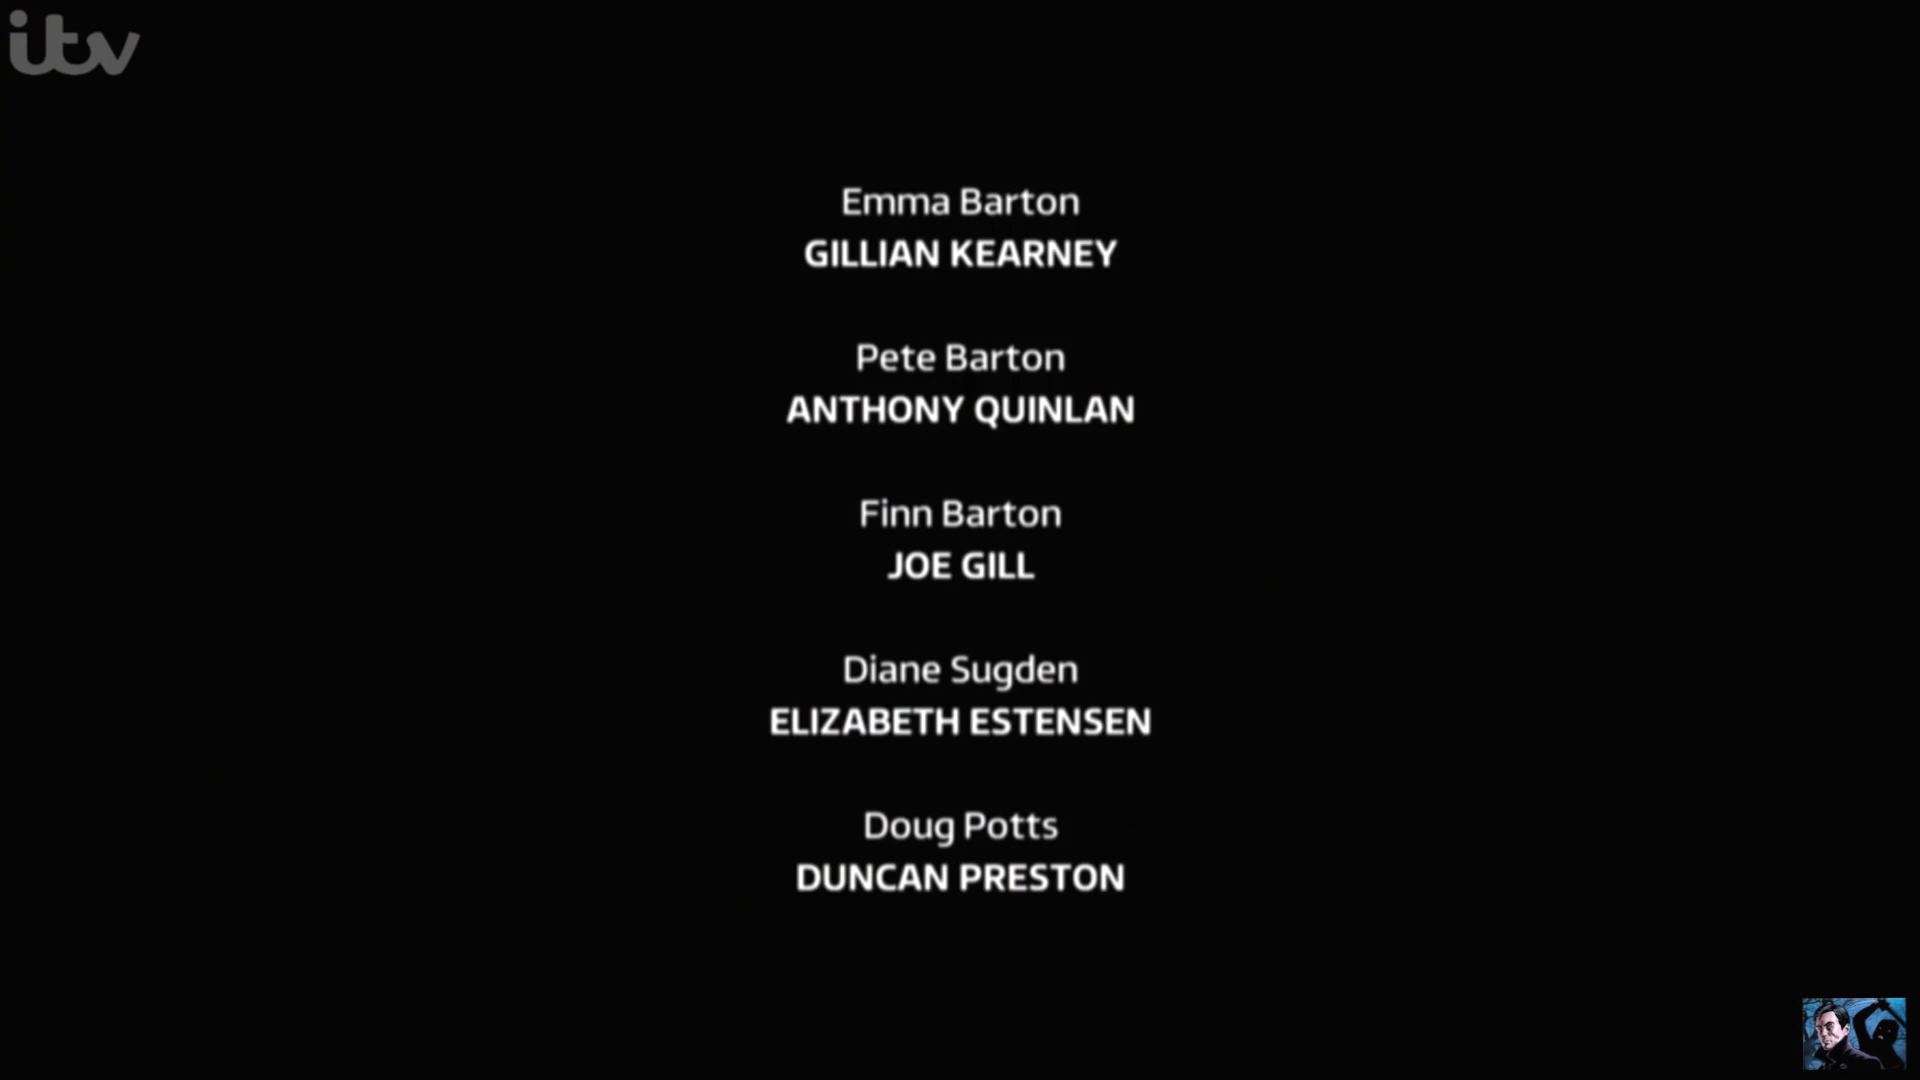 itv
Emma Barton
GILLIAN KEARNEY
Pete Barton
ANTHONY QUINLAN
Finn Barton
JOE GILL
Diane Sugden
ELIZABETH ESTENSEN
Doug Potts
DUNCAN PRESTON